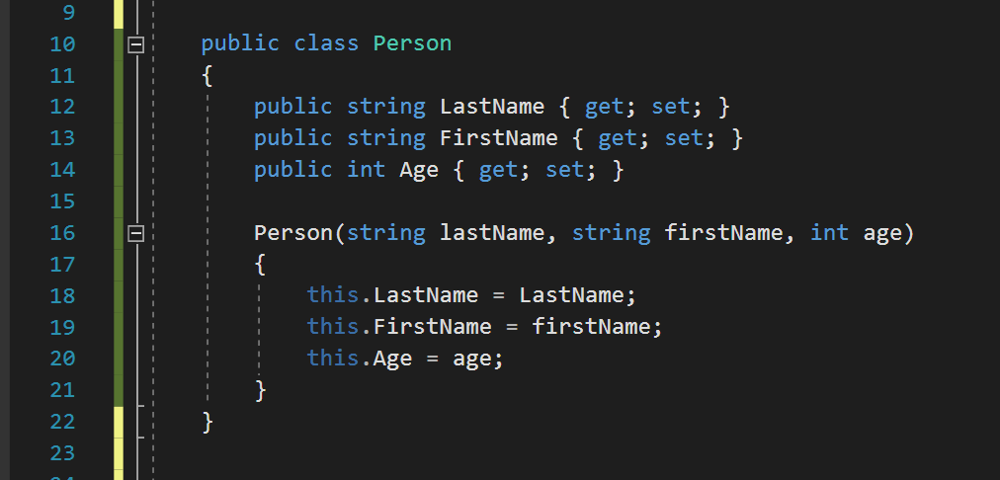 9
10 public class Person
11 {
12 public string LastName { get; set; }
13 public string FirstName { get; set; }
14 public int Age { get; set; }
15
16 Person(string lastName, string firstName, int age)
17 {
18 this.LastName = LastName;
19 this.FirstName = firstName;
20 this.Age = age;
21 }
22 }
23